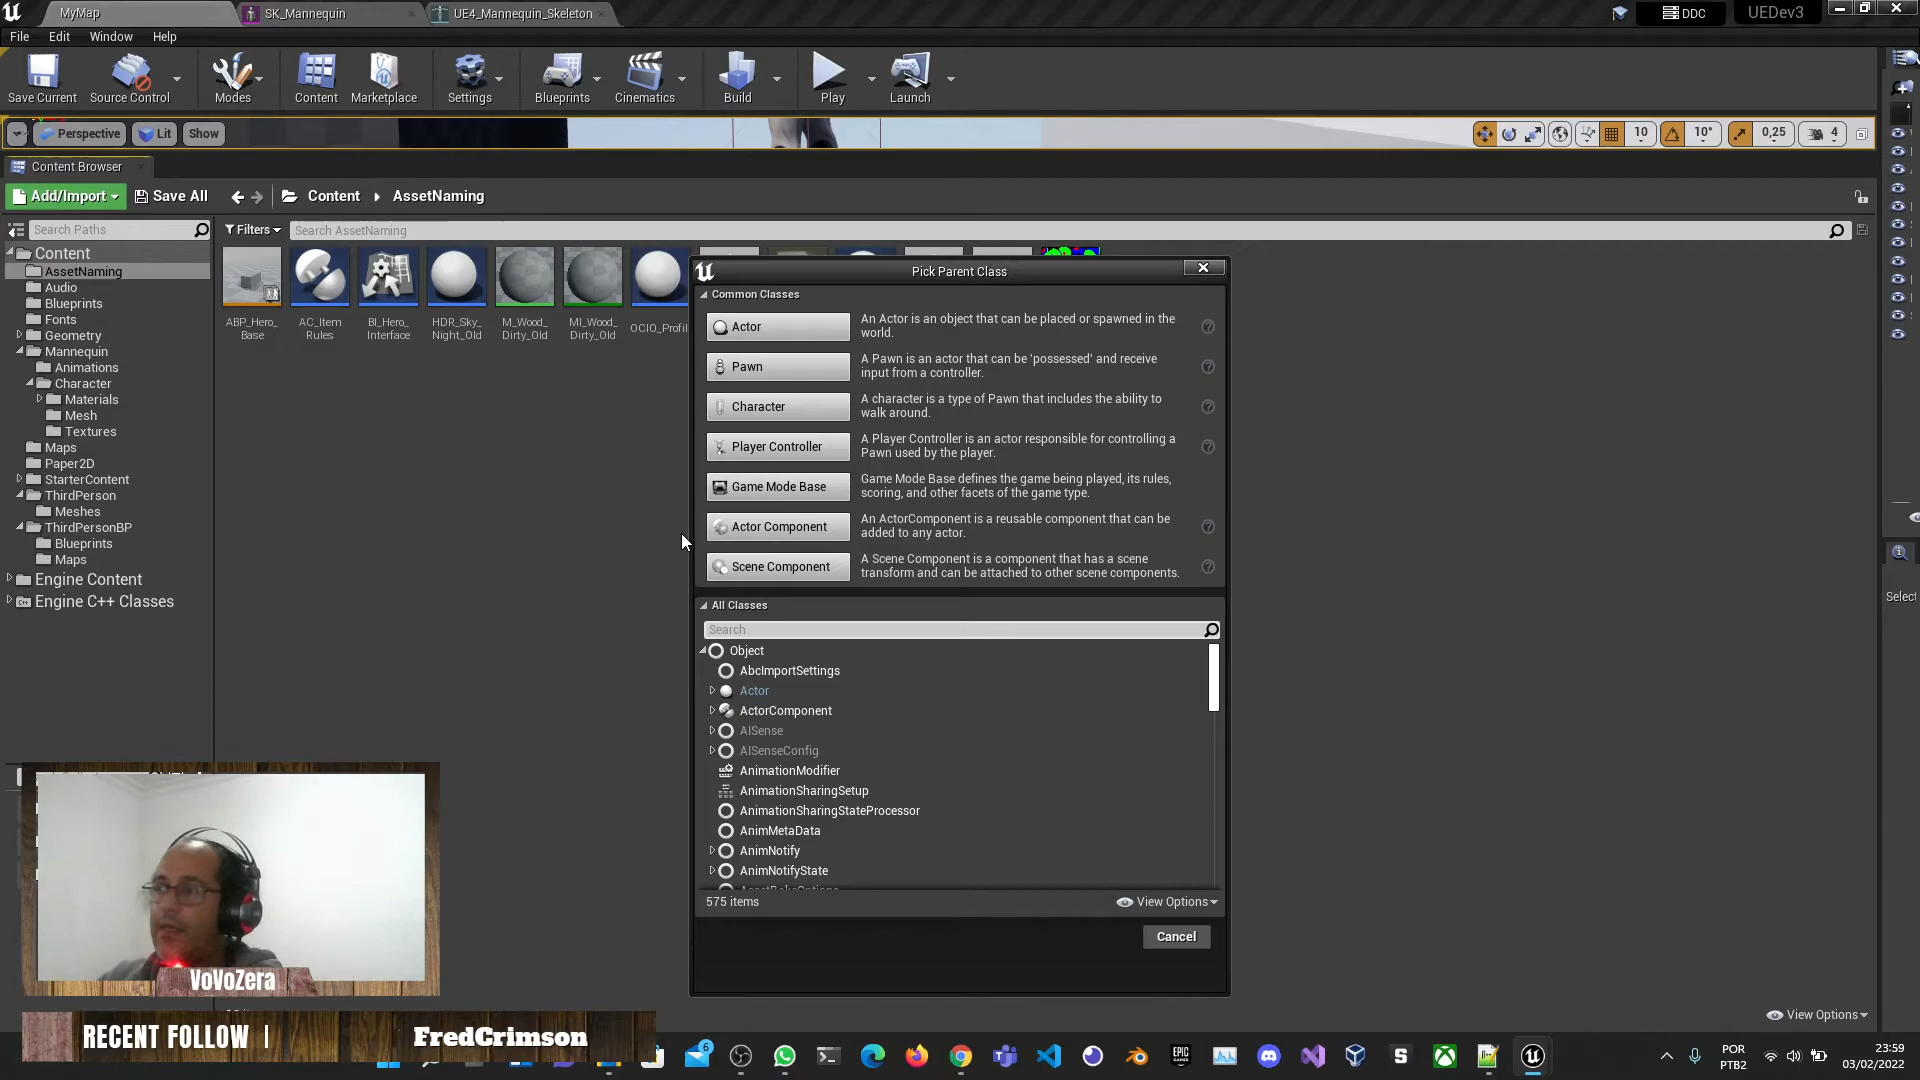 MyMap
SK_Mannequin
UE4_Mannequin_Skeleton
DDC
UEDev3
File
Edit
Window
Help
Save Current
Source Control
Modes
Content
Marketplace
Settings
Blueprints
Cinematics
Build
Play
Launch
Perspective
Lit
Show
10
10°
0,25
4
Content Browser
Add/Import
Save All
Content
AssetNaming
Search Paths
Filters
Search AssetNaming
Content
AssetNaming
Audio
Blueprints
Fonts
Geometry
Mannequin
Animations
Character
Materials
Mesh
Textures
Maps
Paper2D
StarterContent
ThirdPerson
Meshes
ThirdPersonBP
Blueprints
Maps
Engine Content
Engine C++ Classes
ABP_Hero_
Base
AC_Item
Rules
BI_Hero_
Interface
HDR_Sky_
Night_Old
M_Wood_
Dirty_Old
MI_Wood_
Dirty_Old
OCIO_Profil
Pick Parent Class
Common Classes
Actor
An Actor is an object that can be placed or spawned in the
world.
Pawn
A Pawn is an actor that can be 'possessed' and receive
input from a controller.
Character
A character is a type of Pawn that includes the ability to
walk around.
Player Controller
A Player Controller is an actor responsible for controlling a
Pawn used by the player.
Game Mode Base
Game Mode Base defines the game being played, its rules,
scoring, and other facets of the game type.
Actor Component
An ActorComponent is a reusable component that can be
added to any actor.
Scene Component
A Scene Component is a component that has a scene
transform and can be attached to other scene components.
All Classes
Search
Object
AbcImportSettings
Actor
ActorComponent
AISense
AISenseConfig
AnimationModifier
AnimationSharingSetup
AnimationSharingStateProcessor
AnimMetaData
AnimNotify
AnimNotifyState
575 items
View Options
Cancel
Select
View Options
VoVoZera
RECENT FOLLOW |
FredCrimson
6
EPIC
GAMES
POR
PTB2
23:59
03/02/2022